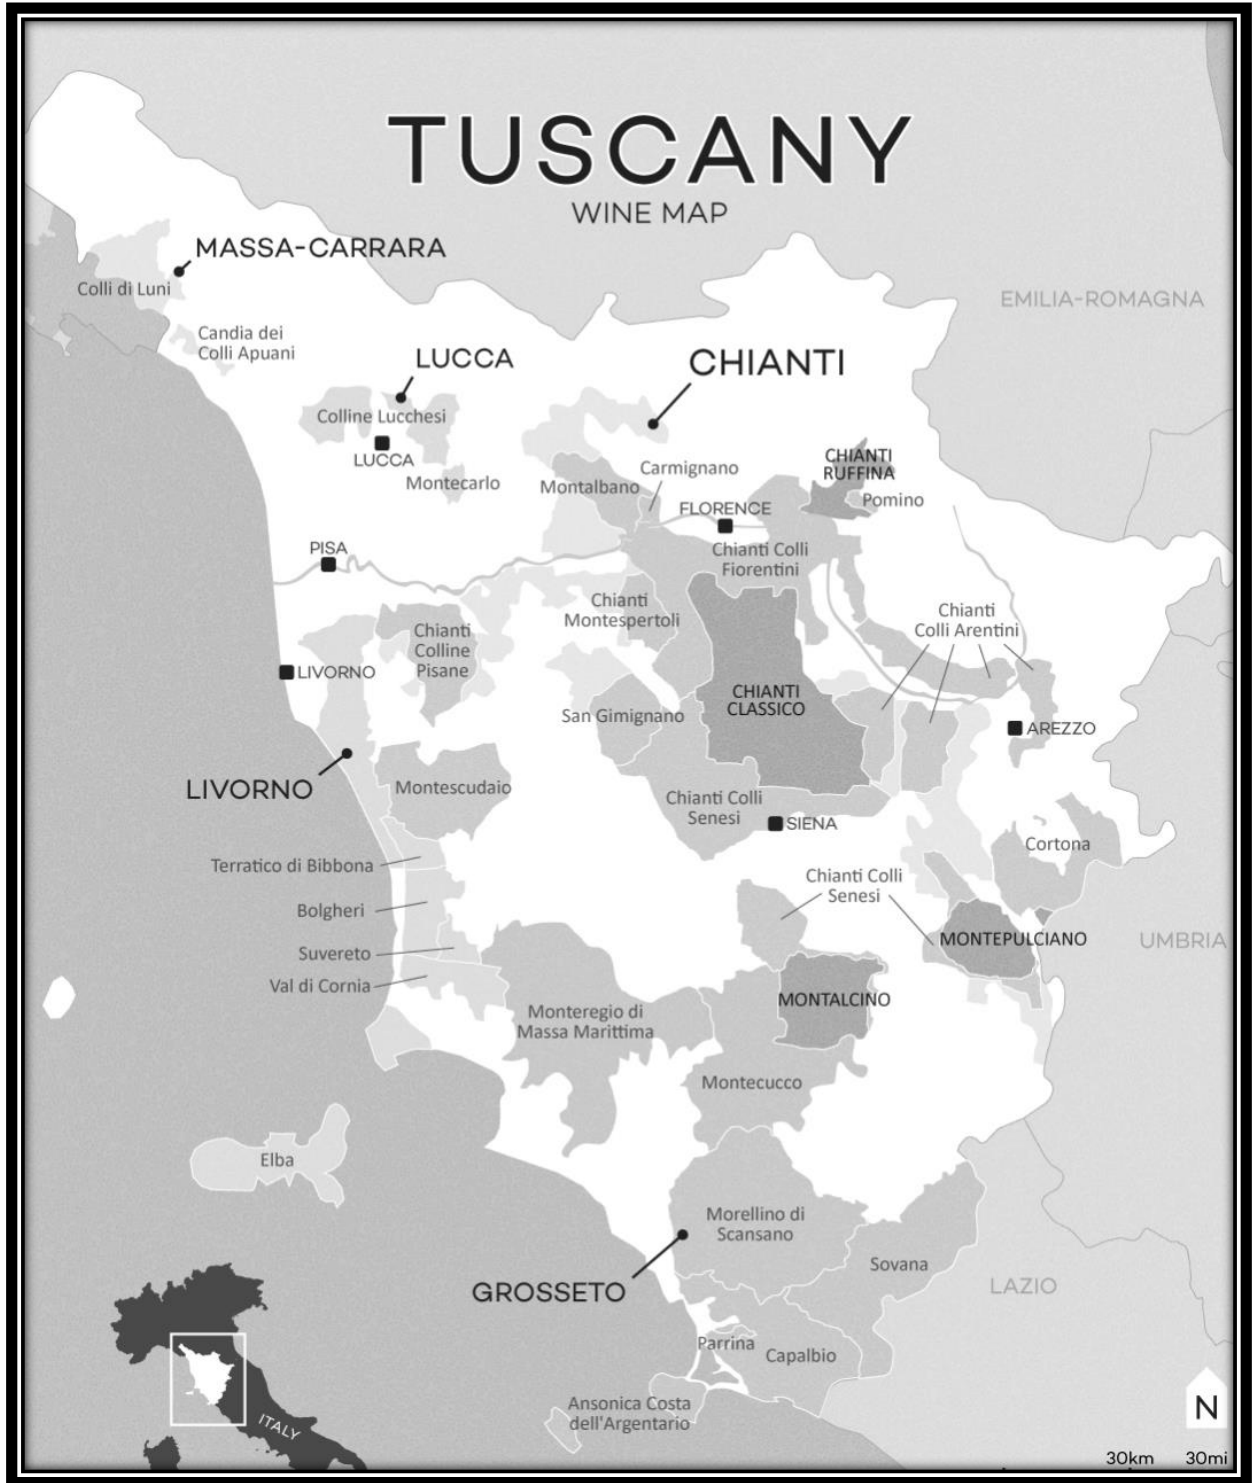 TUSCANY
WINE MAP
MASSA-CARRARA
Colli di Luni
EMILIA-ROMAGNA
Candia dei
Colli Apuani
LUCCA
CHIANTI
Colline Lucchesi
LUCCA
Montecarlo
CHIANTI
RUFFINA
Carmignano
Montalbano
Pomino
FLORENCE
PISA
Chianti Colli
Fiorentini
Chianti
Montespertoli
Chianti
Colli Arentini
Chianti
Colline
Pisane
LIVORNO
San Gimignano
CHIANTI
CLASSICO
AREZZO
LIVORNO
Montescudaio
Chianti Colli
Senesi
SIENA
Cortona
Terratico di Bibbona
Chianti Colli
Senesi
Bolgheri
MONTEPULCIANO
UMBRIA
Suvereto
Val di Cornia
MONTALCINO
Monteregio di
Massa Marittima
Montecucco
Elba
Morellino di
Scansano
Sovana
GROSSETO
LAZIO
Parrina
Capalbio
Ansonica Costa
dell'Argentario
ITALY
N
30km 30mi